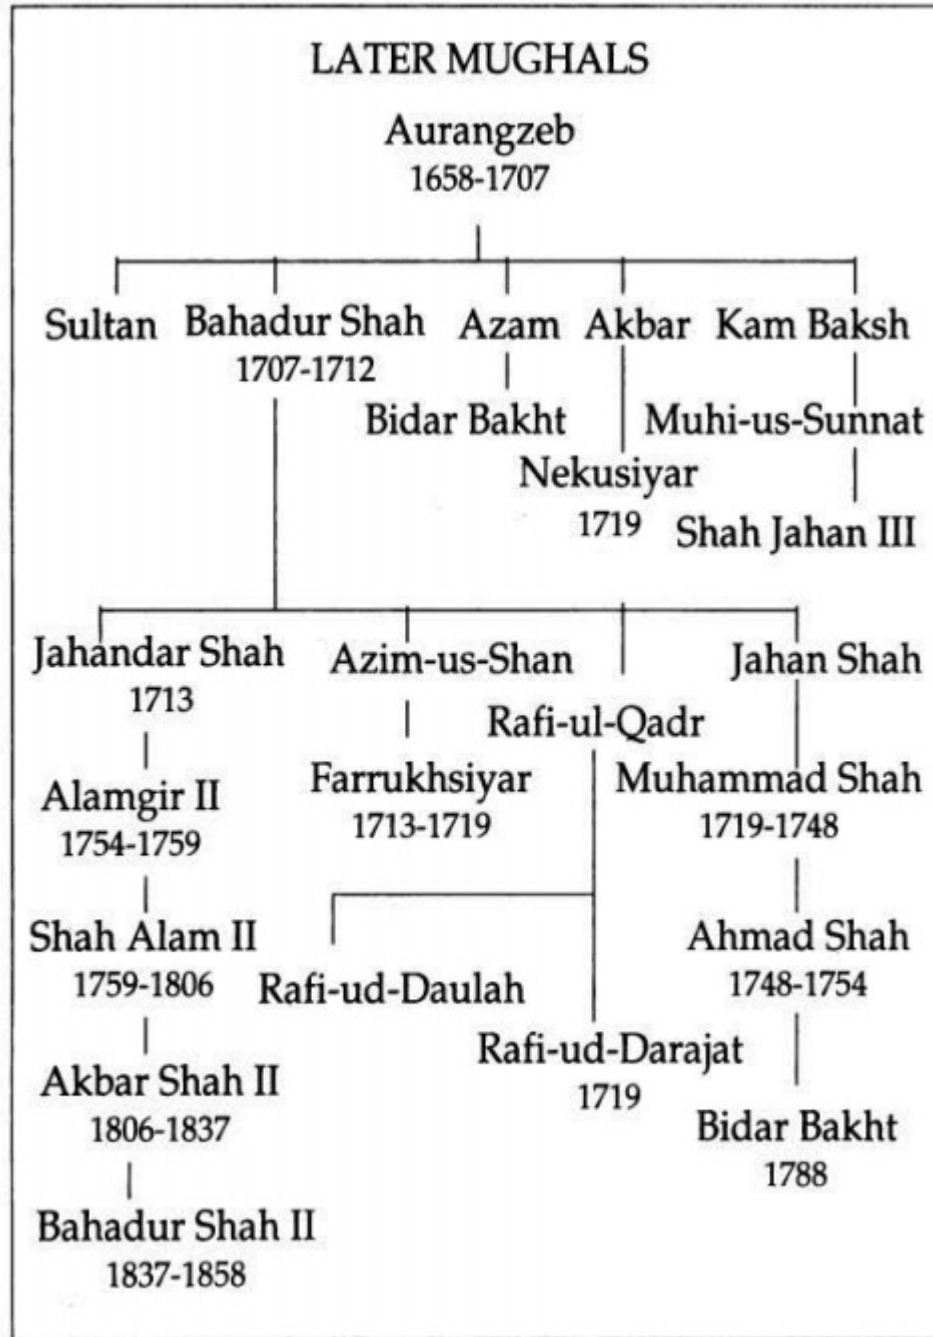 LATER MUGHALS
Aurangzeb
1658-1707
Sultan Bahadur Shah Azam Akbar Kam Baksh
1707-1712
Bidar Bakht Muhi-us-Sunnat
Nekusiyar
1719 Shah Jahan III
Jahandar Shah Azim-us-Shan Jahan Shah
1713 Rafi-ul-Qadr
Alamgir II Farrukhsiyar Muhammad Shah
1754-1759 1713-1719 1719-1748
Shah Alam II Ahmad Shah
1759-1806 Rafi-ud-Daulah 1748-1754
Rafi-ud-Darajat
Akbar Shah II 1719
1806-1837 Bidar Bakht
1788
Bahadur Shah II
1837-1858